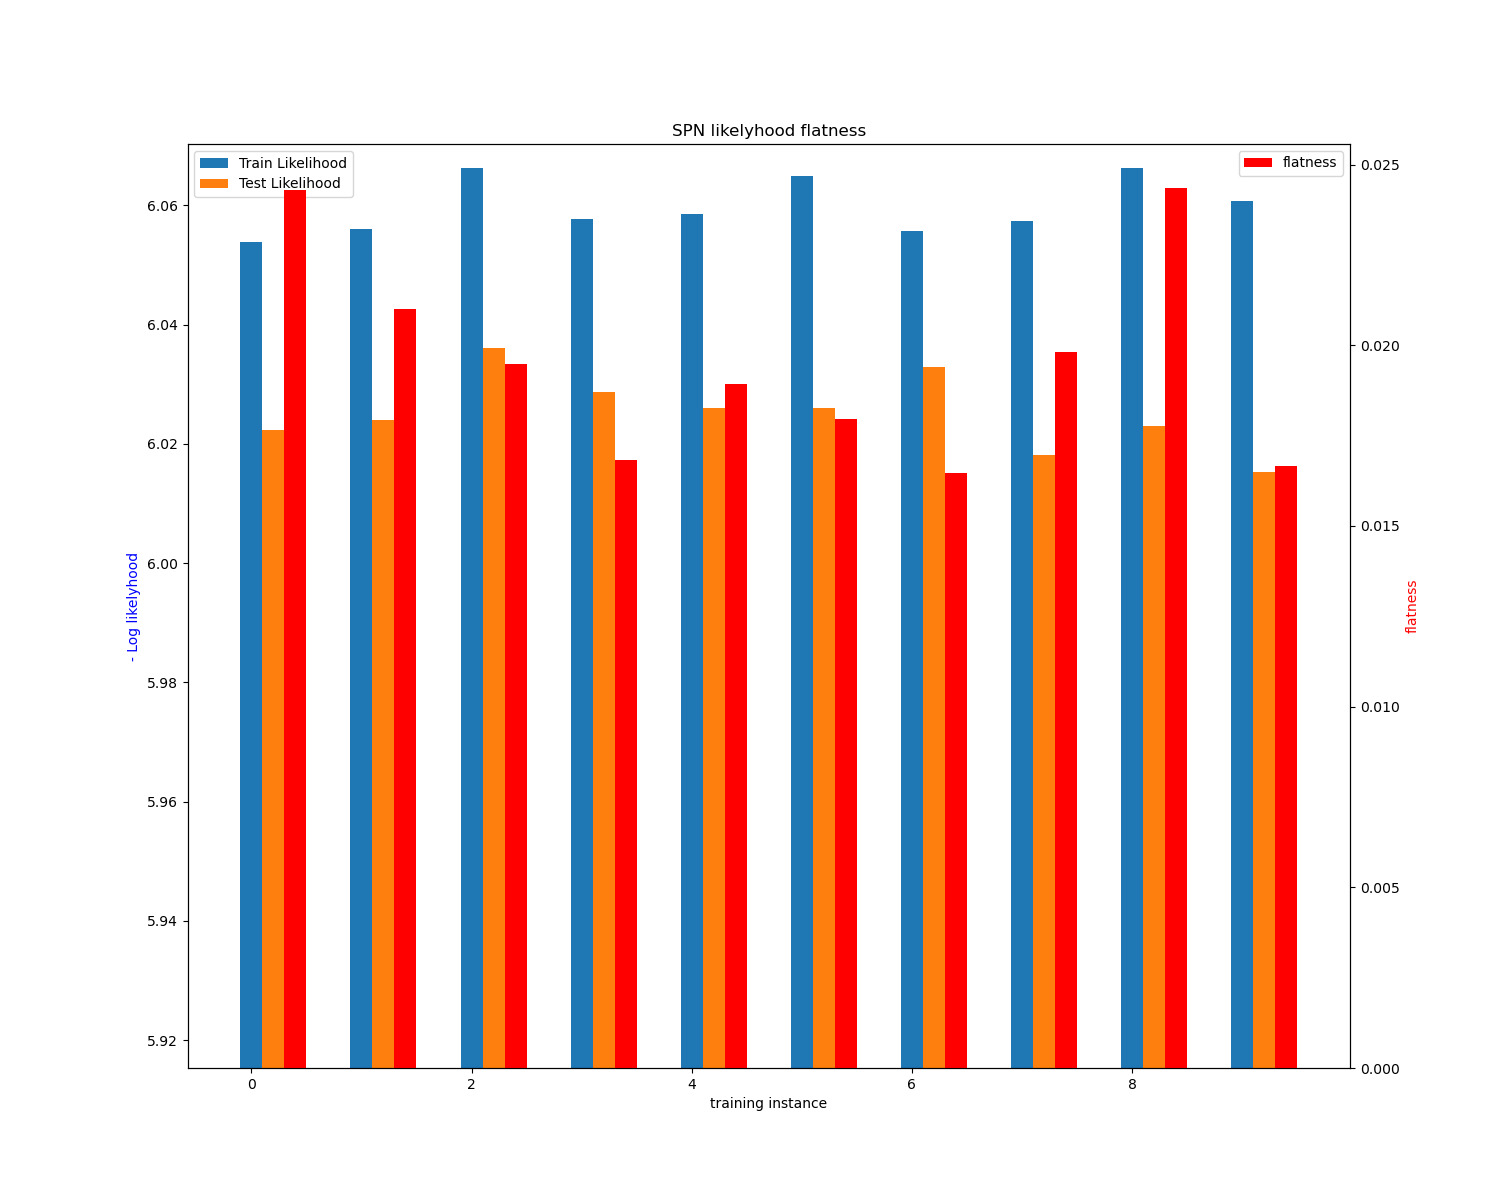 SPN likelyhood flatness
Train Likelihood
Test Likelihood
flatness
6.06
6.04
6.02
6.00
5.98
5.96
5.94
5.92
- Log likelyhood
0.025
0.020
0.015
0.010
0.005
0.000
flatness
0 2 4 6 8
training instance